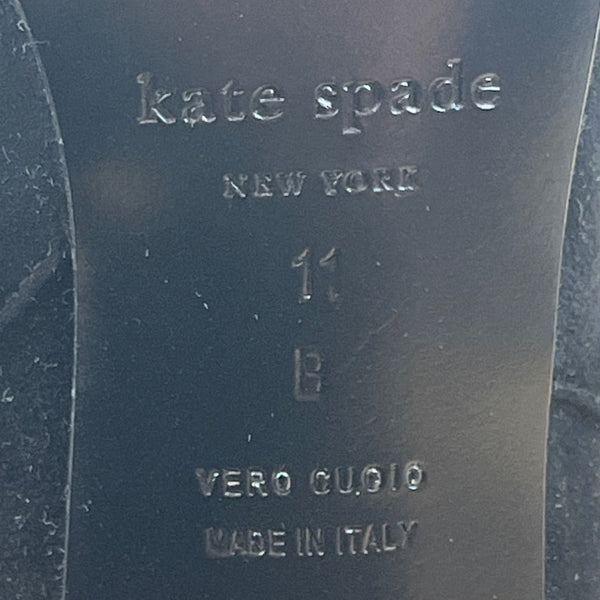 kate spade
NEW YORK
11
B
VERO CUOIO
MADE IN ITALY